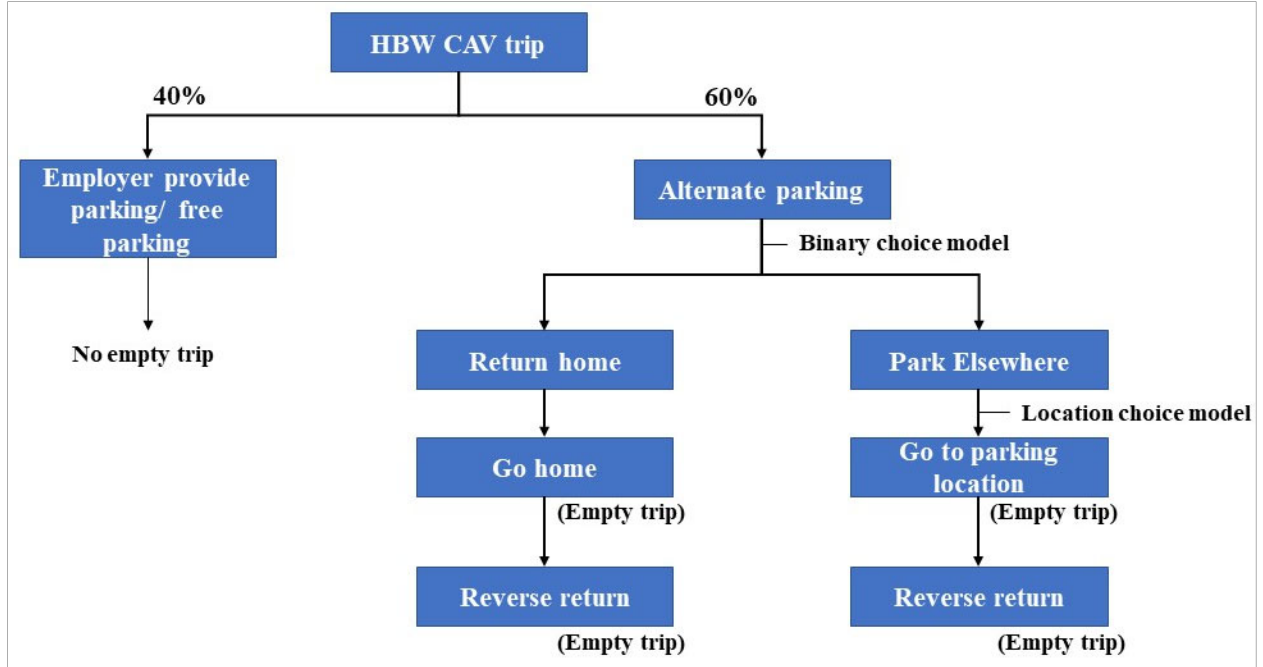 HBW CAV trip
40%
60%
Employer provide
parking/ free
parking
Alternate parking
Binary choice model
No empty trip
Return home
Park Elsewhere
Location choice model
Go home
Go to parking
location
(Empty trip)
(Empty trip)
Reverse return
Reverse return
(Empty trip)
(Empty trip)